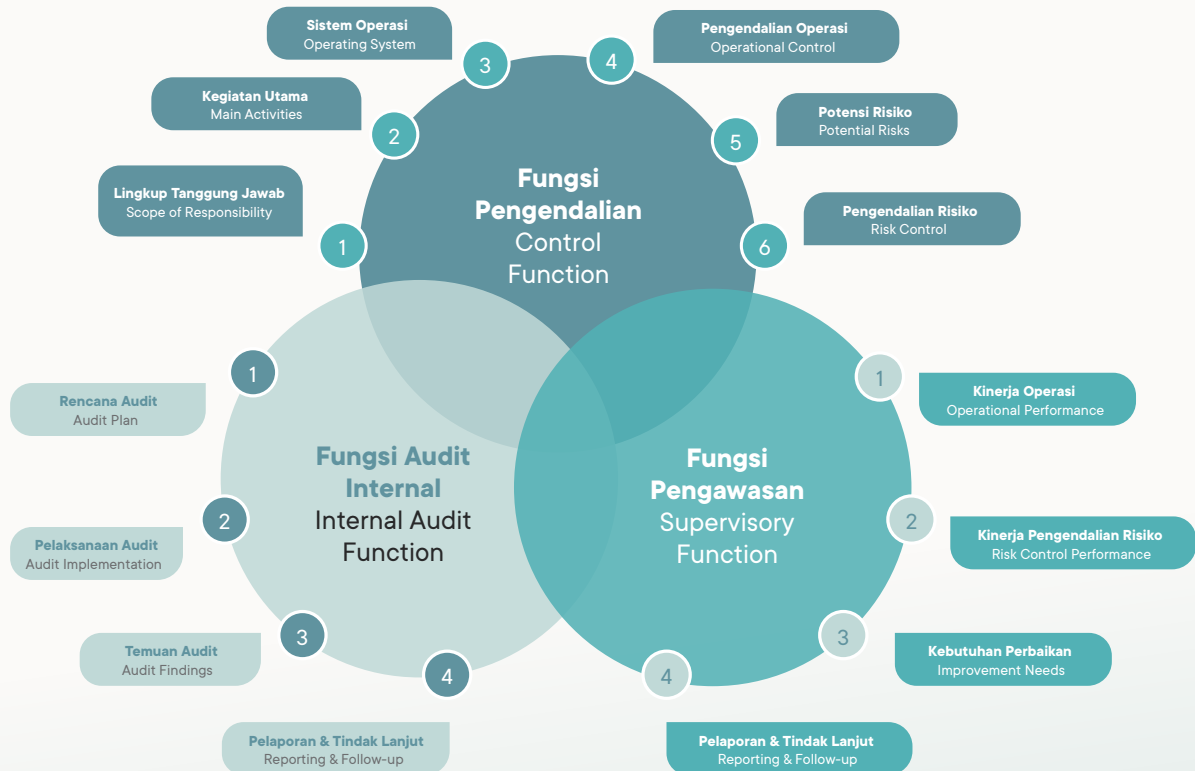 Sistem Operasi
Operating System
3
4
Pengendalian Operasi
Operational Control
Kegiatan Utama
Main Activities
2
5
Potensi Risiko
Potential Risks
Lingkup Tanggung Jawab
Scope of Responsibility
1
6
Pengendalian Risiko
Risk Control
Fungsi
Pengendalian
Control
Function
1
Rencana Audit
Audit Plan
2
Pelaksanaan Audit
Audit Implementation
3
Temuan Audit
Audit Findings
4
Pelaporan & Tindak Lanjut
Reporting & Follow-up
Fungsi Audit
Internal
Internal Audit
Function
Fungsi
Pengawasan
Supervisory
Function
1
Kinerja Operasi
Operational Performance
2
Kinerja Pengendalian Risiko
Risk Control Performance
3
Kebutuhan Perbaikan
Improvement Needs
4
Pelaporan & Tindak Lanjut
Reporting & Follow-up